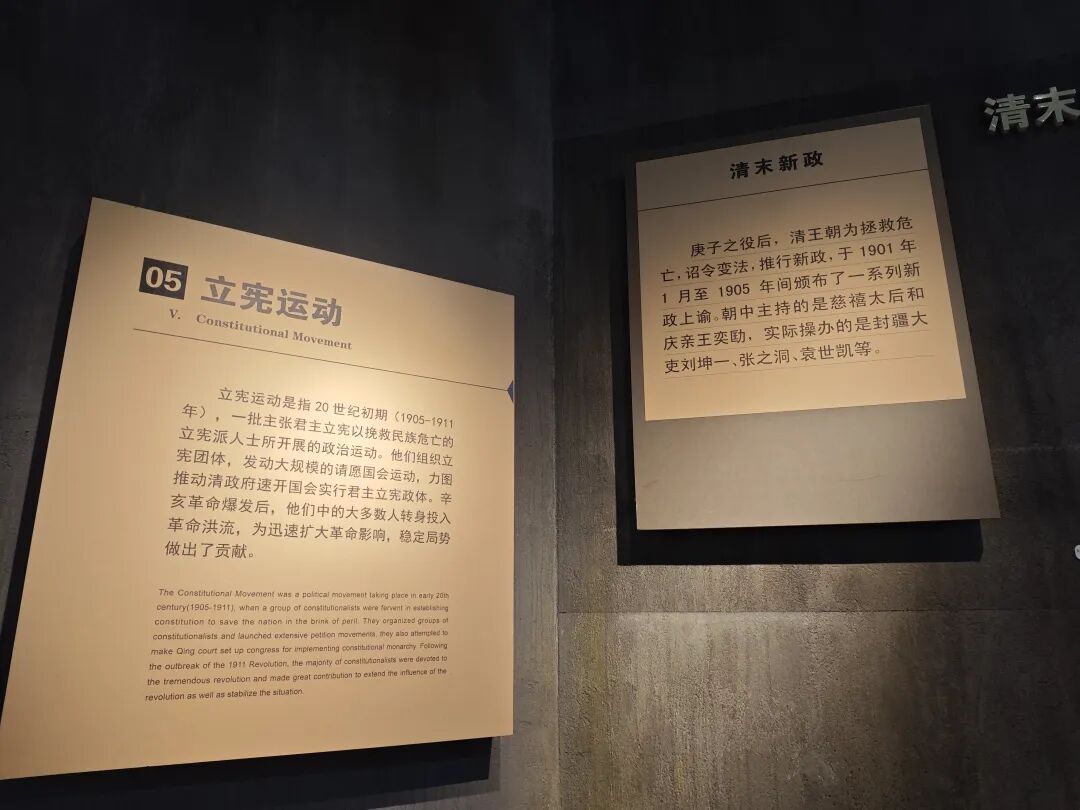 05 立宪运动
V. Constitutional Movement
立宪运动是指 20 世纪初期（1905-1911
年），一批主张君主立宪以挽救民族危亡的
立宪派人士所开展的政治运动。他们组织立
宪团体，发动大规模的请愿国会运动，力图
推动清政府速开国会实行君主立宪政体。辛
亥革命爆发后，他们中的大多数人转身投入
革命洪流，为迅速扩大革命影响，稳定局势
做出了贡献。
The Constitutional Movement was a political movement taking place in early 20th
century(1905-1911), when a group of constitutionalists were fervent in establishing
constitution to save the nation in the brink of peril. They organized groups of
constitutionalists and launched extensive petition movements, they also attempted to
make Qing court set up congress for implementing constitutional monarchy. Following
the outbreak of the 1911 Revolution, the majority of constitutionalists were devoted to
the tremendous revolution and made great contribution to extend the influence of the
revolution as well as stabilize the situation.
清末新政
庚子之役后，清王朝为拯救危
亡，诏令变法，推行新政，于 1901 年
1 月至 1905 年间颁布了一系列新
政上谕。朝中主持的是慈禧太后和
庆亲王奕劻，实际操办的是封疆大
吏刘坤一、张之洞、袁世凯等。
清末